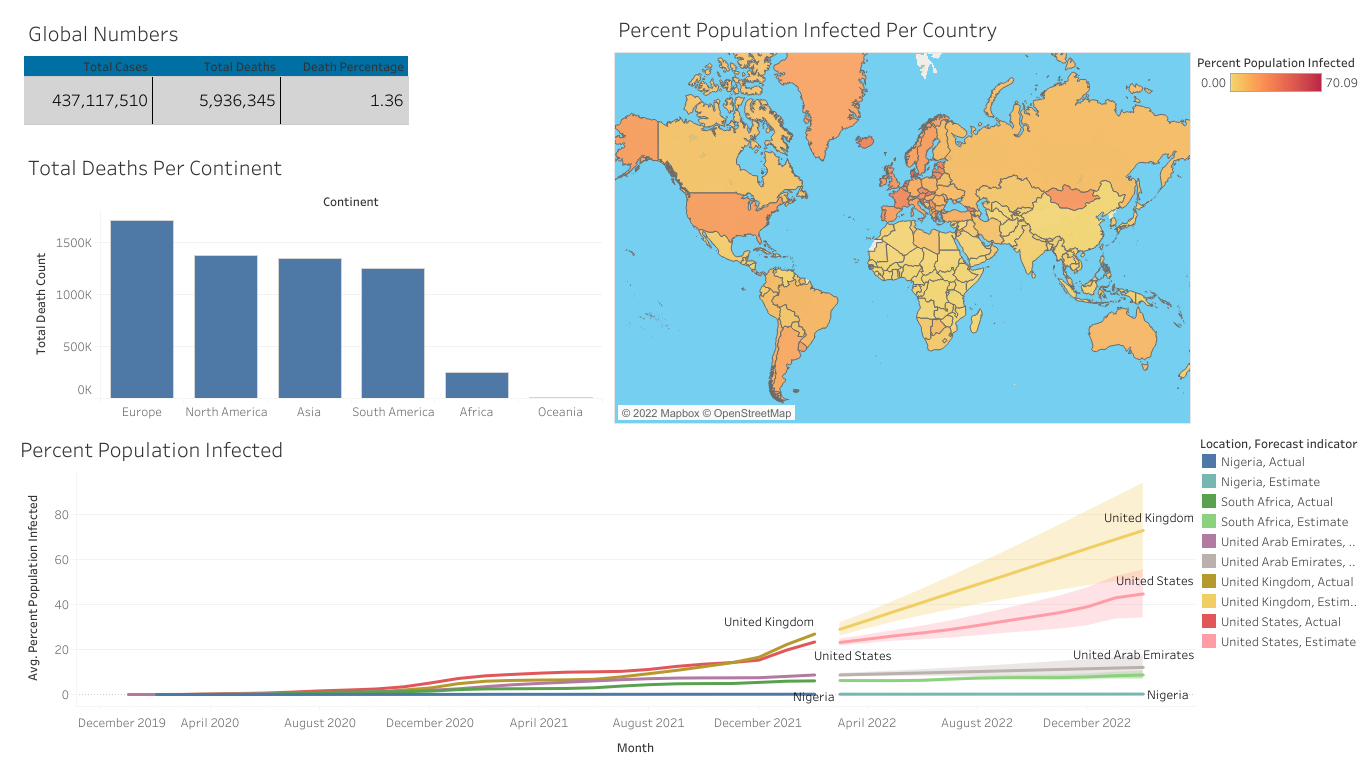 Global Numbers
Total Cases Total Deaths Death Percentage
437,117,510 5,936,345 1.36
Total Deaths Per Continent
Continent
Total Death Count
1500K
1000K
500K
0K
Europe North America Asia South America Africa Oceania
Percent Population Infected Per Country
© 2022 Mapbox © OpenStreetMap
Percent Population Infected
0.00 70.09
Percent Population Infected
Avg. Percent Population Infected
80
60
40
20
0
United Kingdom
United States
Nigeria
United Kingdom
United States
United Arab Emirates
Nigeria
December 2019 April 2020 August 2020 December 2020 April 2021 August 2021 December 2021 April 2022 August 2022 December 2022
Month
Location, Forecast indicator
Nigeria, Actual
Nigeria, Estimate
South Africa, Actual
South Africa, Estimate
United Arab Emirates, ..
United Arab Emirates, ..
United Kingdom, Actual
United Kingdom, Estim..
United States, Actual
United States, Estimate